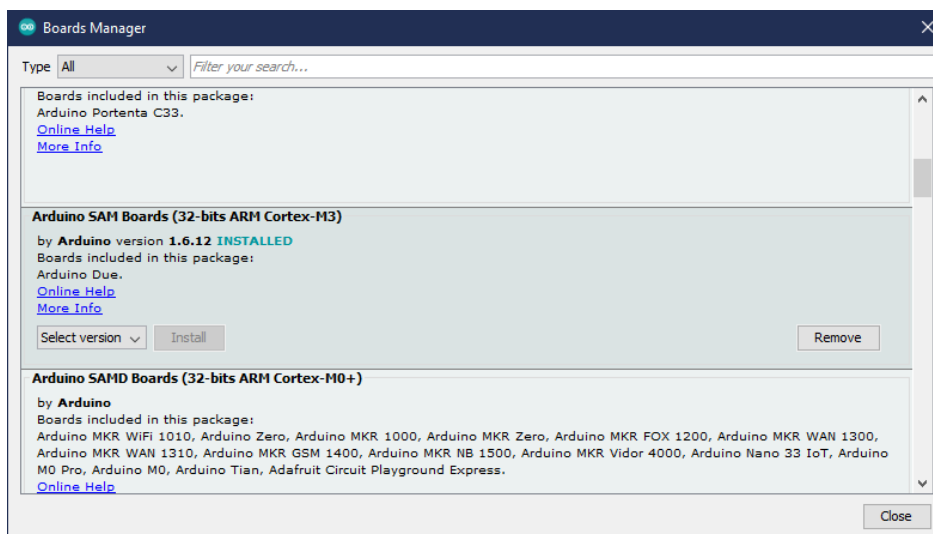 Boards Manager
Type All Filter your search...
Boards included in this package:
Arduino Portenta C33.
Online Help
More Info
Arduino SAM Boards (32-bits ARM Cortex-M3)
by Arduino version 1.6.12 INSTALLED
Boards included in this package:
Arduino Due.
Online Help
More Info
Select version Install Remove
Arduino SAMD Boards (32-bits ARM Cortex-M0+)
by Arduino
Boards included in this package:
Arduino MKR WiFi 1010, Arduino Zero, Arduino MKR 1000, Arduino MKR Zero, Arduino MKR FOX 1200, Arduino MKR WAN 1300,
Arduino MKR WAN 1310, Arduino MKR GSM 1400, Arduino MKR NB 1500, Arduino MKR Vidor 4000, Arduino Nano 33 IoT, Arduino
M0 Pro, Arduino M0, Arduino Tian, Adafruit Circuit Playground Express.
Online Help
Close